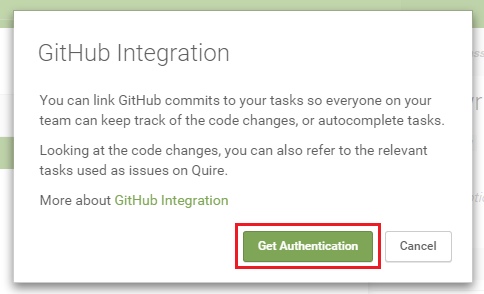 GitHub Integration
You can link GitHub commits to your tasks so everyone on your
team can keep track of the code changes, or autocomplete tasks.
Looking at the code changes, you can also refer to the relevant
tasks used as issues on Quire.
More about GitHub Integration
Get Authentication
Cancel